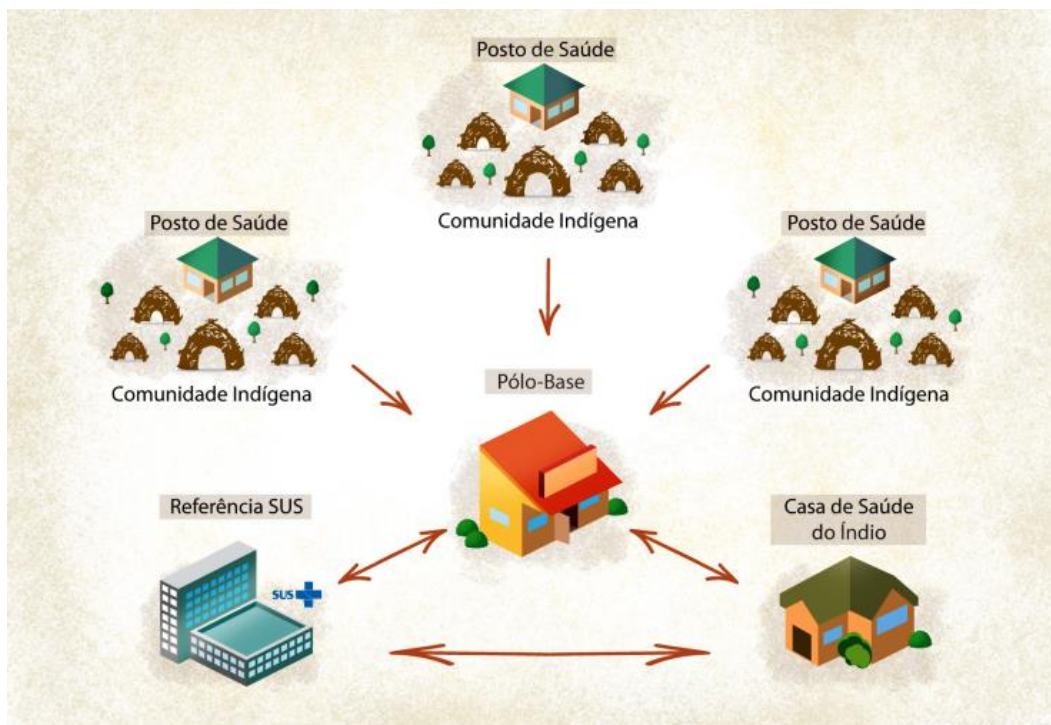 Posto de Saúde
Comunidade Indígena
Posto de Saúde
Comunidade Indígena
Posto de Saúde
Comunidade Indígena
Pólo-Base
Referência SUS
SUS
Casa de Saúde
do Índio